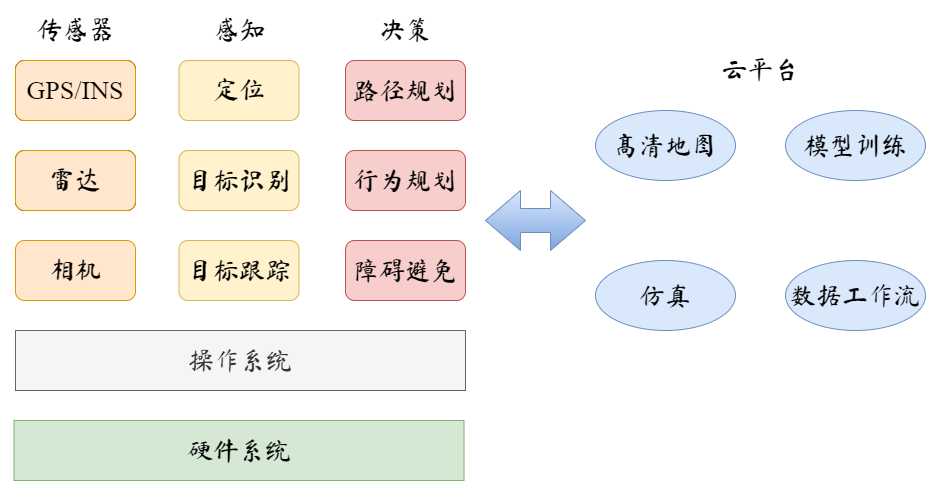 传感器
感知
决策
云平台
GPS/INS
定位
路径规划
高清地图
模型训练
雷达
目标识别
行为规划
相机
目标跟踪
障碍避免
仿真
数据工作流
操作系统
硬件系统